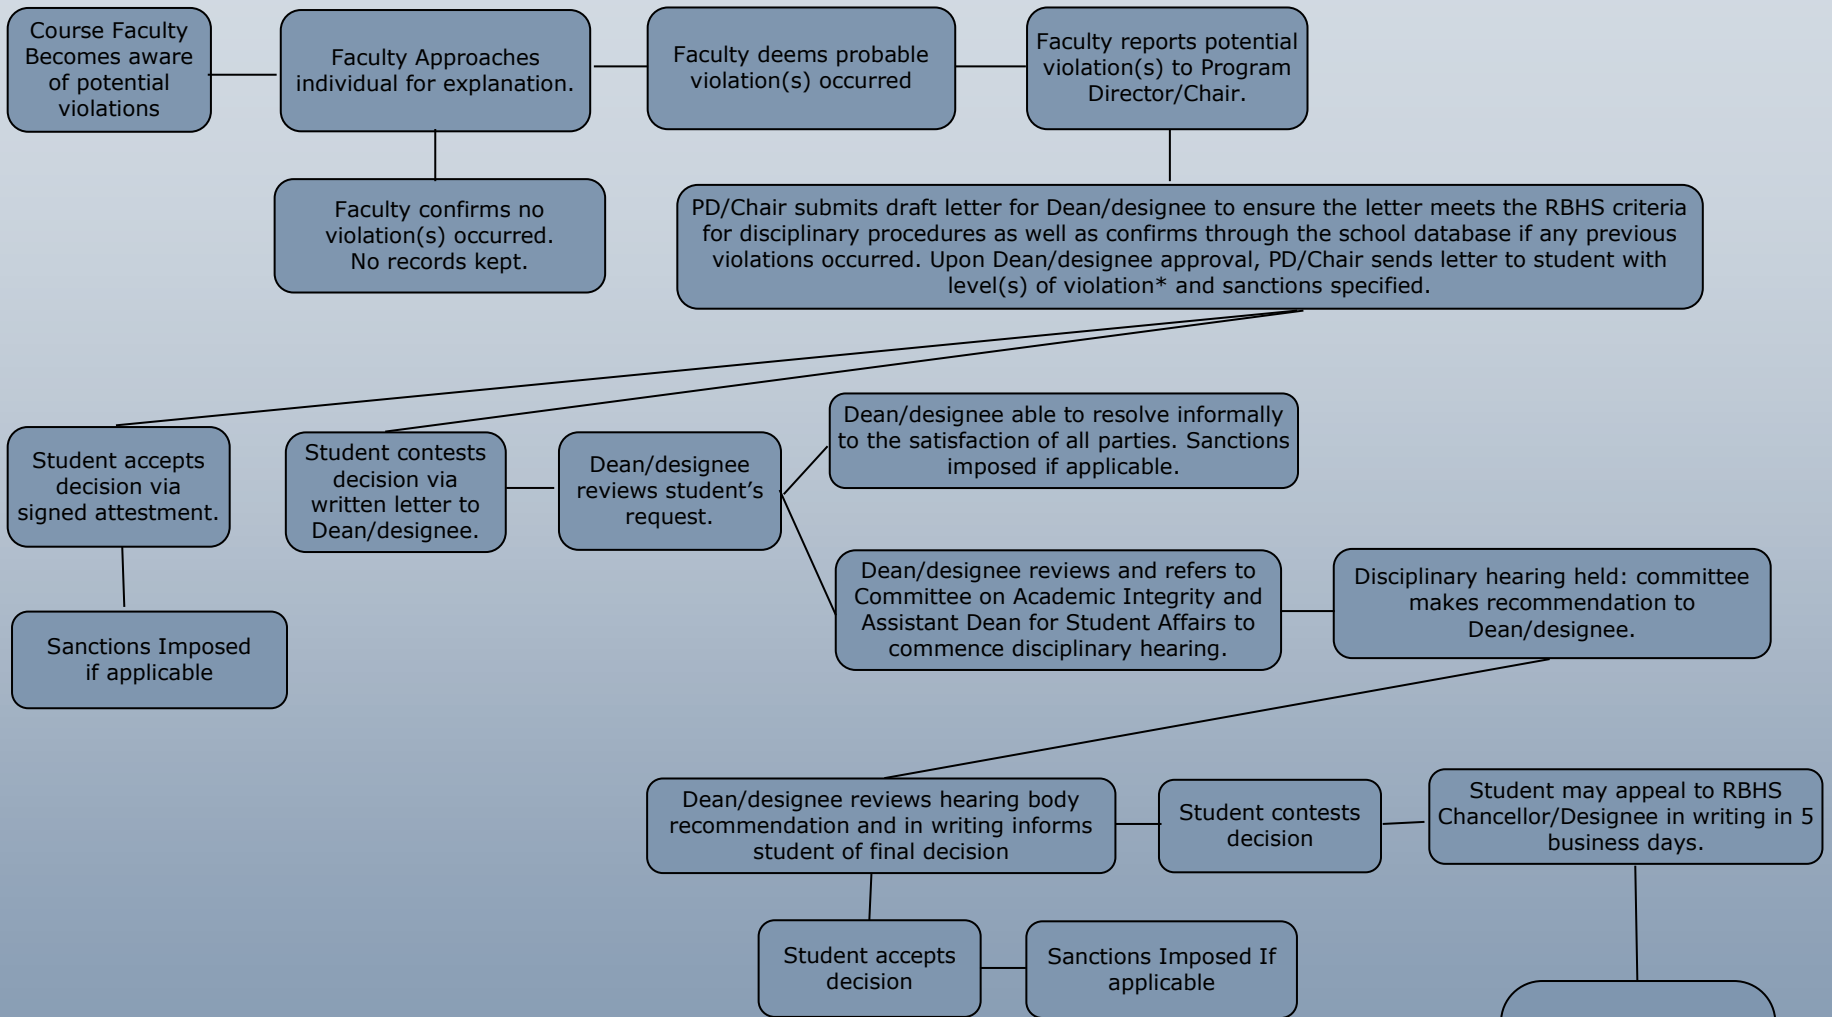 Course Faculty
Becomes aware
of potential
violations
Faculty Approaches
individual for explanation.
Faculty deems probable
violation(s) occurred
Faculty reports potential
violation(s) to Program
Director/Chair.
Faculty confirms no
violation(s) occurred.
No records kept.
PD/Chair submits draft letter for Dean/designee to ensure the letter meets the RBHS criteria
for disciplinary procedures as well as confirms through the school database if any previous
violations occurred. Upon Dean/designee approval, PD/Chair sends letter to student with
level(s) of violation* and sanctions specified.
Student accepts
decision via
signed attestment.
Student contests
decision via
written letter to
Dean/designee.
Dean/designee
reviews student’s
request.
Dean/designee able to resolve informally
to the satisfaction of all parties. Sanctions
imposed if applicable.
Dean/designee reviews and refers to
Committee on Academic Integrity and
Assistant Dean for Student Affairs to
commence disciplinary hearing.
Disciplinary hearing held: committee
makes recommendation to
Dean/designee.
Sanctions Imposed
if applicable
Dean/designee reviews hearing body
recommendation and in writing informs
student of final decision
Student contests
decision
Student may appeal to RBHS
Chancellor/Designee in writing in 5
business days.
Student accepts
decision
Sanctions Imposed If
applicable